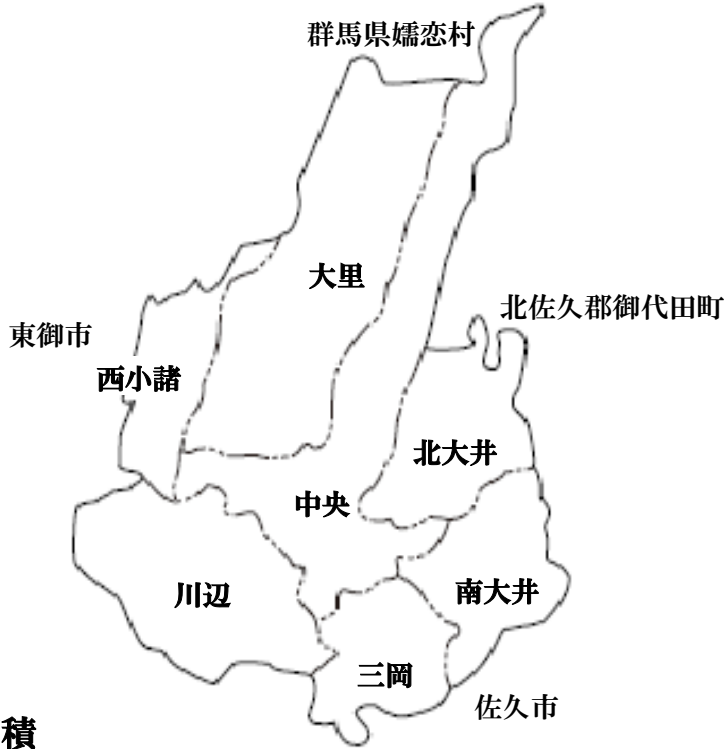 群馬県嬬恋村
大里
北佐久郡御代田町
東御市
西小諸
北大井
中央
川辺
南大井
三岡
佐久市
積